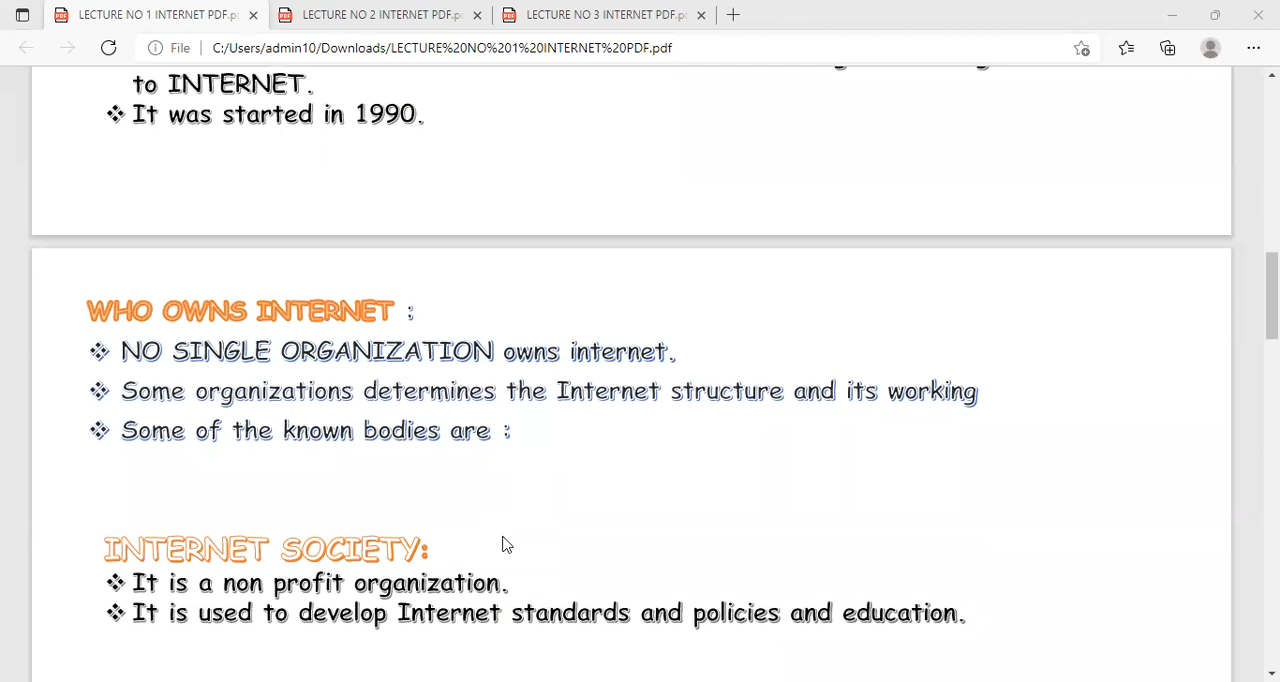 LECTURE NO 1 INTERNET PDF.p
LECTURE NO 2 INTERNET PDF.p
LECTURE NO 3 INTERNET PDF.p
File
C:/Users/admin10/Downloads/LECTURE%20NO%201%20INTERNET%20PDF.pdf
to INTERNET.
❖ It was started in 1990.
WHO OWNS INTERNET :
❖ NO SINGLE ORGANIZATION owns internet.
❖ Some organizations determines the Internet structure and its working
❖ Some of the known bodies are :
INTERNET SOCIETY:
❖ It is a non profit organization.
❖ It is used to develop Internet standards and policies and education.